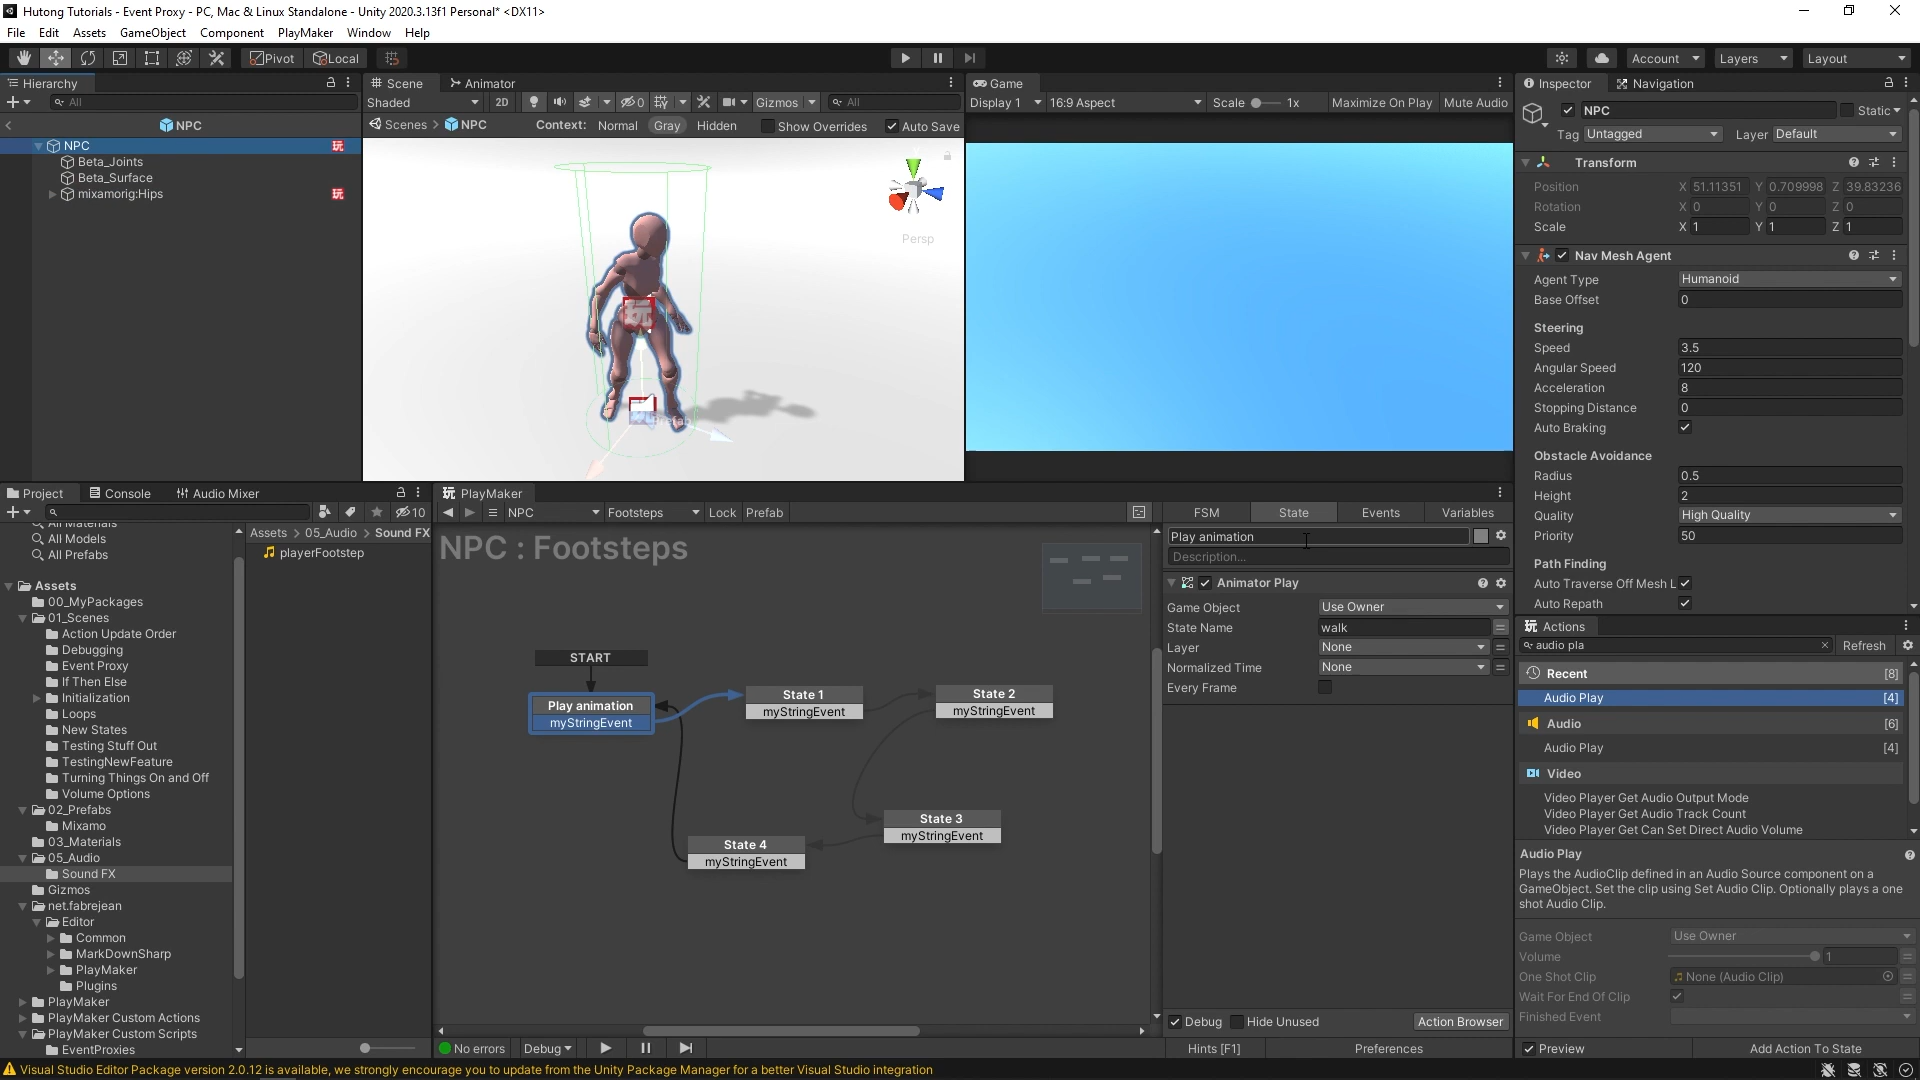 Hutong Tutorials - Event Proxy - PC, Mac & Linux Standalone - Unity 2020.3.13f1 Personal* <DX11>
File Edit Assets GameObject Component PlayMaker Window Help
Pivot Local Account Layers Layout
Hierarchy
All
NPC
NPC 玩
Beta_Joints
Beta_Surface
mixamorig:Hips 玩
Scene Animator
Shaded 2D 0 Gizmos All
Scenes NPC Context: Normal Gray Hidden Show Overrides Auto Save
Persp
玩
Game
Display 1 16:9 Aspect Scale 1x Maximize On Play Mute Audio
Inspector Navigation
NPC Static
Tag Untagged Layer Default
Transform
Position X 51.11351 Y 0.709998 Z 39.83236
Rotation X 0 Y 0 Z 0
Scale X 1 Y 1 Z 1
Nav Mesh Agent
Agent Type Humanoid
Base Offset 0
Steering
Speed 3.5
Angular Speed 120
Acceleration 8
Stopping Distance 0
Auto Braking
Obstacle Avoidance
Radius 0.5
Height 2
Quality High Quality
Priority 50
Path Finding
Auto Traverse Off Mesh L
Auto Repath
Project Console Audio Mixer
10
All Materials
All Models
All Prefabs
Assets
00_MyPackages
01_Scenes
Action Update Order
Debugging
Event Proxy
If Then Else
Initialization
Loops
New States
Testing Stuff Out
TestingNewFeature
Turning Things On and Off
Volume Options
02_Prefabs
Mixamo
03_Materials
05_Audio
Sound FX
Gizmos
net.fabrejean
Editor
Common
MarkDownSharp
PlayMaker
Plugins
PlayMaker
PlayMaker Custom Actions
PlayMaker Custom Scripts
EventProxies
Assets > 05_Audio > Sound FX
playerFootstep
玩 PlayMaker
NPC Footsteps Lock Prefab
NPC : Footsteps
START
Play animation
myStringEvent
State 1
myStringEvent
State 2
myStringEvent
State 3
myStringEvent
State 4
myStringEvent
No errors Debug
FSM State Events Variables
Play animation
Description...
Animator Play
Game Object Use Owner
State Name walk
Layer None
Normalized Time None
Every Frame
Debug Hide Unused Action Browser
Hints [F1] Preferences
玩 Actions
audio pla Refresh
Recent [8]
Audio Play [4]
Audio [6]
Audio Play [4]
Video
Video Player Get Audio Output Mode
Video Player Get Audio Track Count
Video Player Get Can Set Direct Audio Volume
Audio Play
Plays the AudioClip defined in an Audio Source component on a
GameObject. Set the clip using Set Audio Clip. Optionally plays a one
shot Audio Clip.
Game Object Use Owner
Volume 1
One Shot Clip None (Audio Clip)
Wait For End Of Clip
Finished Event
Preview Add Action To State
Visual Studio Editor Package version 2.0.12 is available, we strongly encourage you to update from the Unity Package Manager for a better Visual Studio integration